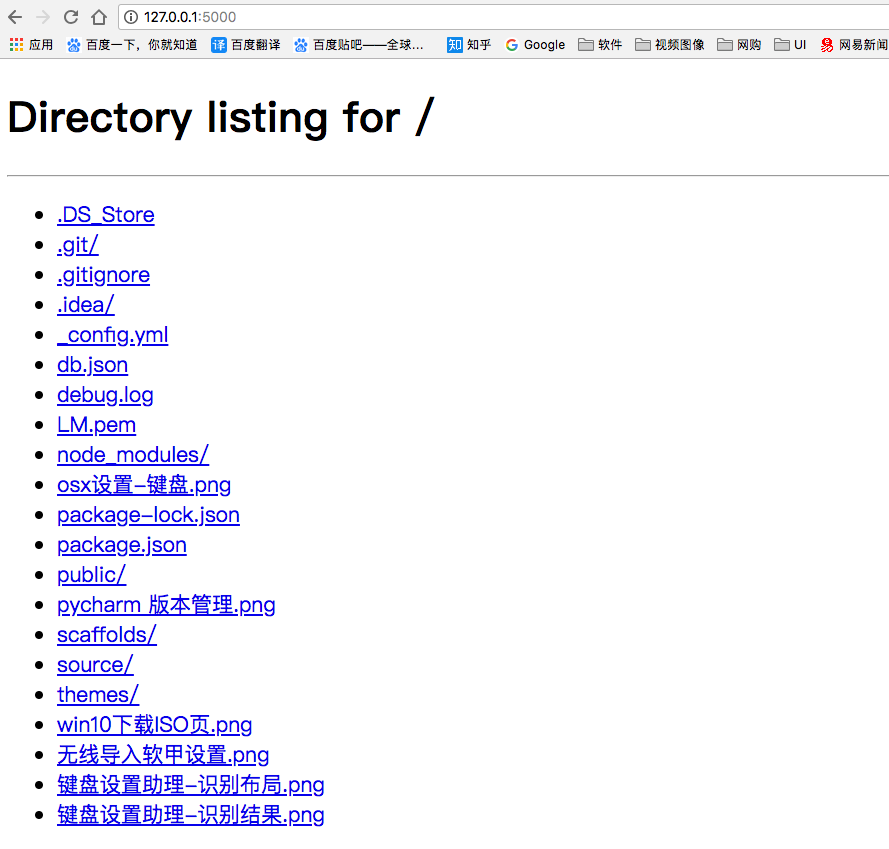 127.0.0.1:5000
应用 百度一下，你就知道 译 百度翻译 百度贴吧——全球... 知 知乎 G Google 软件 视频图像 网购 UI 网易新闻
Directory listing for /
.DS_Store
.git/
.gitignore
.idea/
_config.yml
db.json
debug.log
LM.pem
node_modules/
osx设置-键盘.png
package-lock.json
package.json
public/
pycharm 版本管理.png
scaffolds/
source/
themes/
win10下载ISO页.png
无线导入软甲设置.png
键盘设置助理-识别布局.png
键盘设置助理-识别结果.png